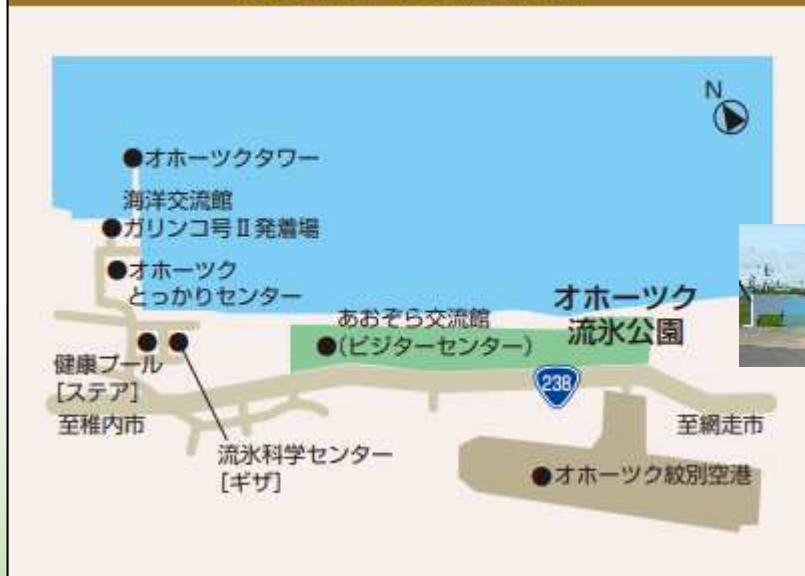 N
●オホーツクタワー
海洋交流館
●ガリンコ号Ⅱ発着場
●オホーツク
とっかりセンター
あおぞら交流館
●(ビジターセンター)
オホーツク
流氷公園
健康プール
[ステア]
238
至稚内市
至網走市
流氷科学センター
[ギザ]
●オホーツク紋別空港